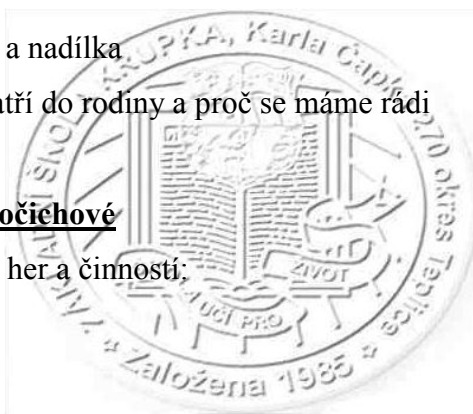 a nadílka
atří do rodiny a proč se máme rádi
očichové
her a činností:
ZÁKLADNÍ ŠKOLA KRUPKA, Karla Čapka 270 okres Teplice
UČÍ PRO ŽIVOT
* Založena 1985 *